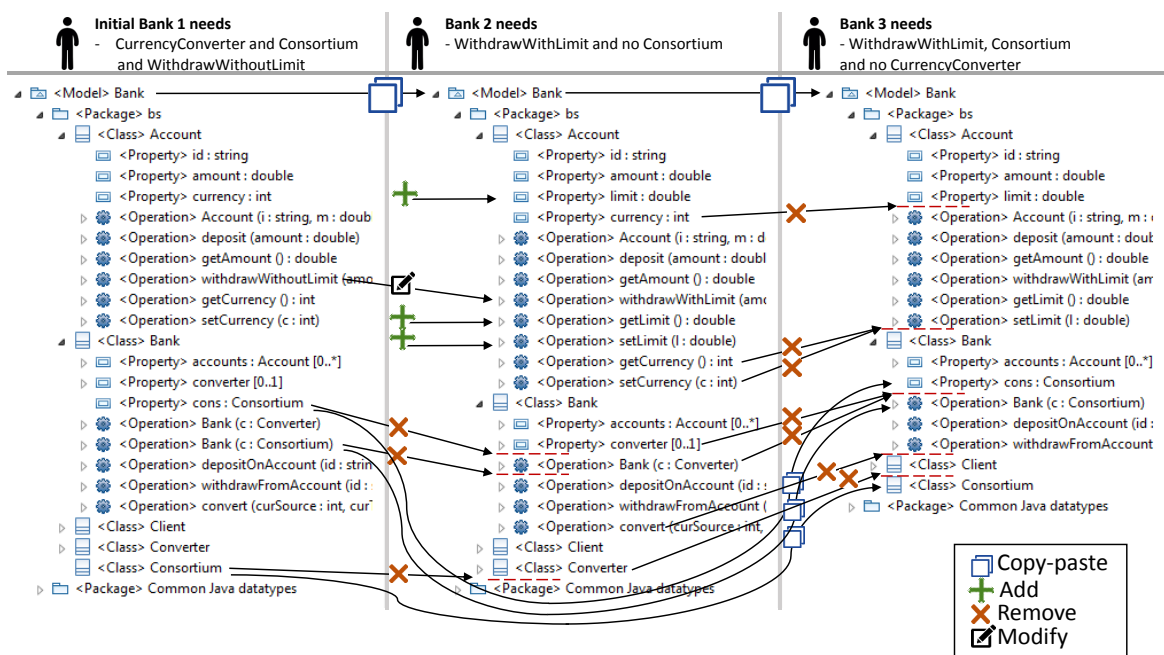 Initial Bank 1 needs
- CurrencyConverter and Consortium
and WithdrawWithoutLimit
Bank 2 needs
- WithdrawWithLimit and no Consortium
Bank 3 needs
- WithdrawWithLimit, Consortium
and no CurrencyConverter
<Model> Bank
<Package> bs
<Class> Account
<Property> id : string
<Property> amount : double
<Property> currency : int
<Operation> Account (i : string, m : doub
<Operation> deposit (amount : double)
<Operation> getAmount () : double
<Operation> withdrawWithoutLimit (amo
<Operation> getCurrency () : int
<Operation> setCurrency (c : int)
<Class> Bank
<Property> accounts : Account [0..*]
<Property> converter [0..1]
<Property> cons : Consortium
<Operation> Bank (c : Converter)
<Operation> Bank (c : Consortium)
<Operation> depositOnAccount (id : strin
<Operation> withdrawFromAccount (id :
<Operation> convert (curSource : int, cur
<Class> Client
<Class> Converter
<Class> Consortium
<Package> Common Java datatypes
<Model> Bank
<Package> bs
<Class> Account
<Property> id : string
<Property> amount : double
<Property> limit : double
<Property> currency : int
<Operation> Account (i : string, m : d
<Operation> deposit (amount : doubl
<Operation> getAmount () : double
<Operation> withdrawWithLimit (amo
<Operation> getLimit () : double
<Operation> setLimit (l : double)
<Operation> getCurrency () : int
<Operation> setCurrency (c : int)
<Class> Bank
<Property> accounts : Account [0..*]
<Property> converter [0..1]
<Operation> Bank (c : Converter)
<Operation> depositOnAccount (id :
<Operation> withdrawFromAccount (
<Operation> convert (curSource : int,
<Class> Client
<Class> Converter
<Package> Common Java datatypes
<Model> Bank
<Package> bs
<Class> Account
<Property> id : string
<Property> amount : double
<Property> limit : double
<Operation> Account (i : string, m :
<Operation> deposit (amount : doub
<Operation> getAmount () : double
<Operation> withdrawWithLimit (am
<Operation> getLimit () : double
<Operation> setLimit (l : double)
<Class> Bank
<Property> accounts : Account [0..*]
<Property> cons : Consortium
<Operation> Bank (c : Consortium)
<Operation> depositOnAccount (id :
<Operation> withdrawFromAccount
<Class> Client
<Class> Consortium
<Package> Common Java datatypes
Copy-paste
Add
Remove
Modify